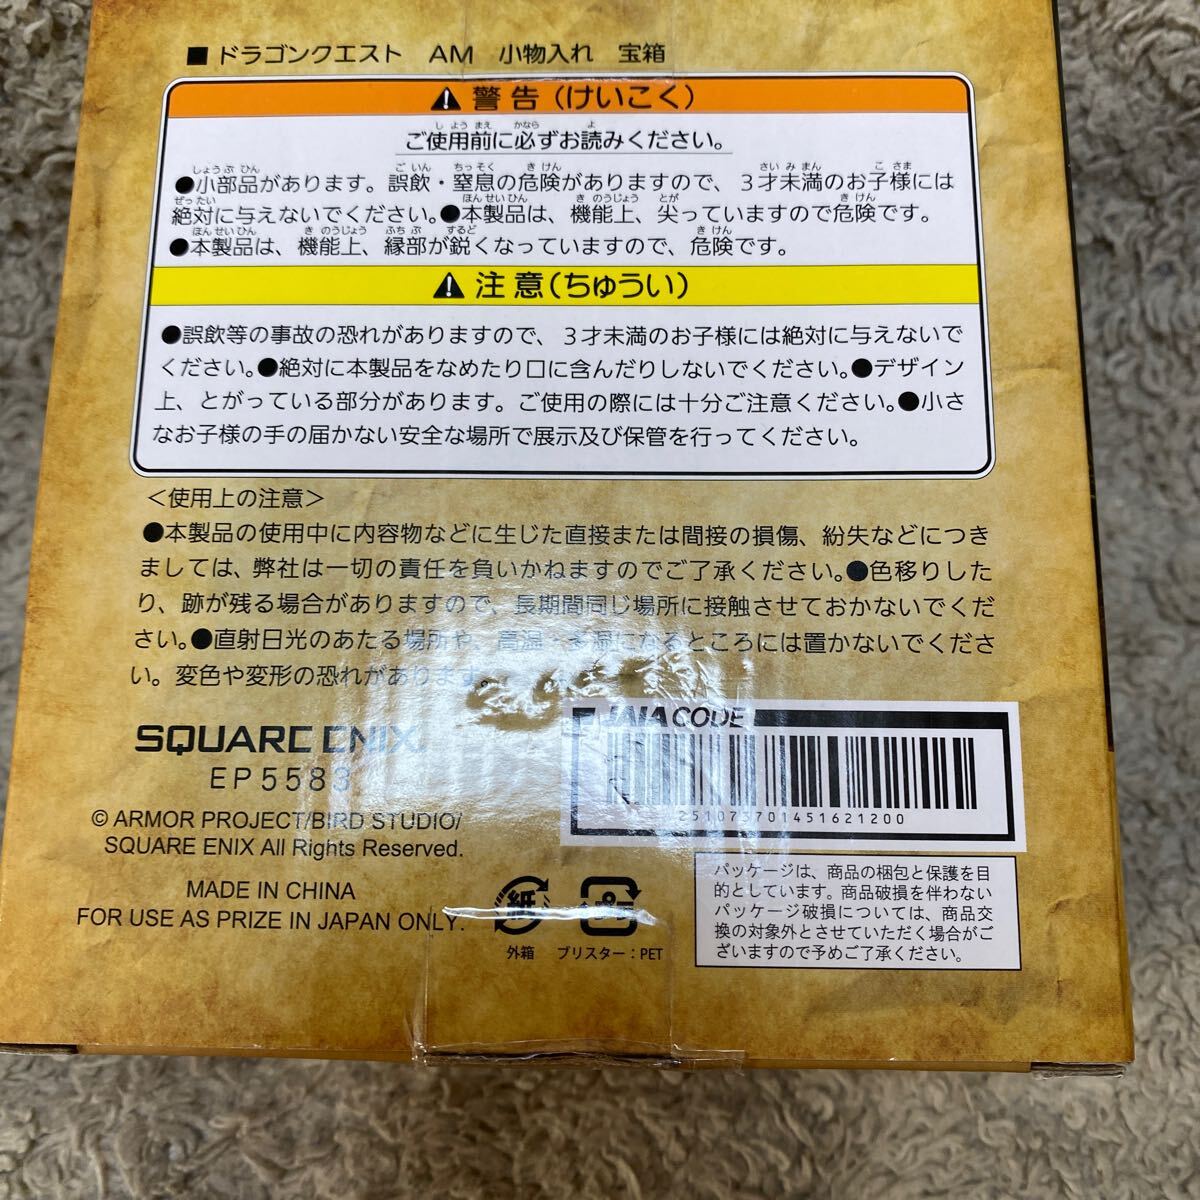 ■ ドラゴンクエスト　AM　小物入れ　宝箱
警告（けいこく）
ご使用前に必ずお読みください。
●小部品があります。誤飲・窒息の危険がありますので、３才未満のお子様には
絶対に与えないでください。●本製品は、機能上、尖っていますので危険です。
●本製品は、機能上、縁部が鋭くなっていますので、危険です。
注意（ちゅうい）
●誤飲等の事故の恐れがありますので、３才未満のお子様には絶対に与えないで
ください。●絶対に本製品をなめたり口に含んだりしないでください。●デザイン
上、とがっている部分があります。ご使用の際には十分ご注意ください。●小さ
なお子様の手の届かない安全な場所で展示及び保管を行ってください。
＜使用上の注意＞
●本製品の使用中に内容物などに生じた直接または間接の損傷、紛失などにつき
ましては、弊社は一切の責任を負いかねますのでご了承ください。●色移りした
り、跡が残る場合がありますので、長期間同じ場所に接触させておかないでくだ
さい。●直射日光のあたる場所や、高温・多湿になるところには置かないでくださ
い。変色や変形の恐れがあります。
SQUARE ENIX
EP5583
JAIA CODE
251073701451621200
© ARMOR PROJECT/BIRD STUDIO/
SQUARE ENIX All Rights Reserved.
MADE IN CHINA
FOR USE AS PRIZE IN JAPAN ONLY.
紙
外箱
プラ
ブリスター：PET
パッケージは、商品の梱包と保護を目
的としています。商品破損を伴わない
パッケージ破損については、商品交
換の対象外とさせていただく場合がご
ざいますので予めご了承ください。